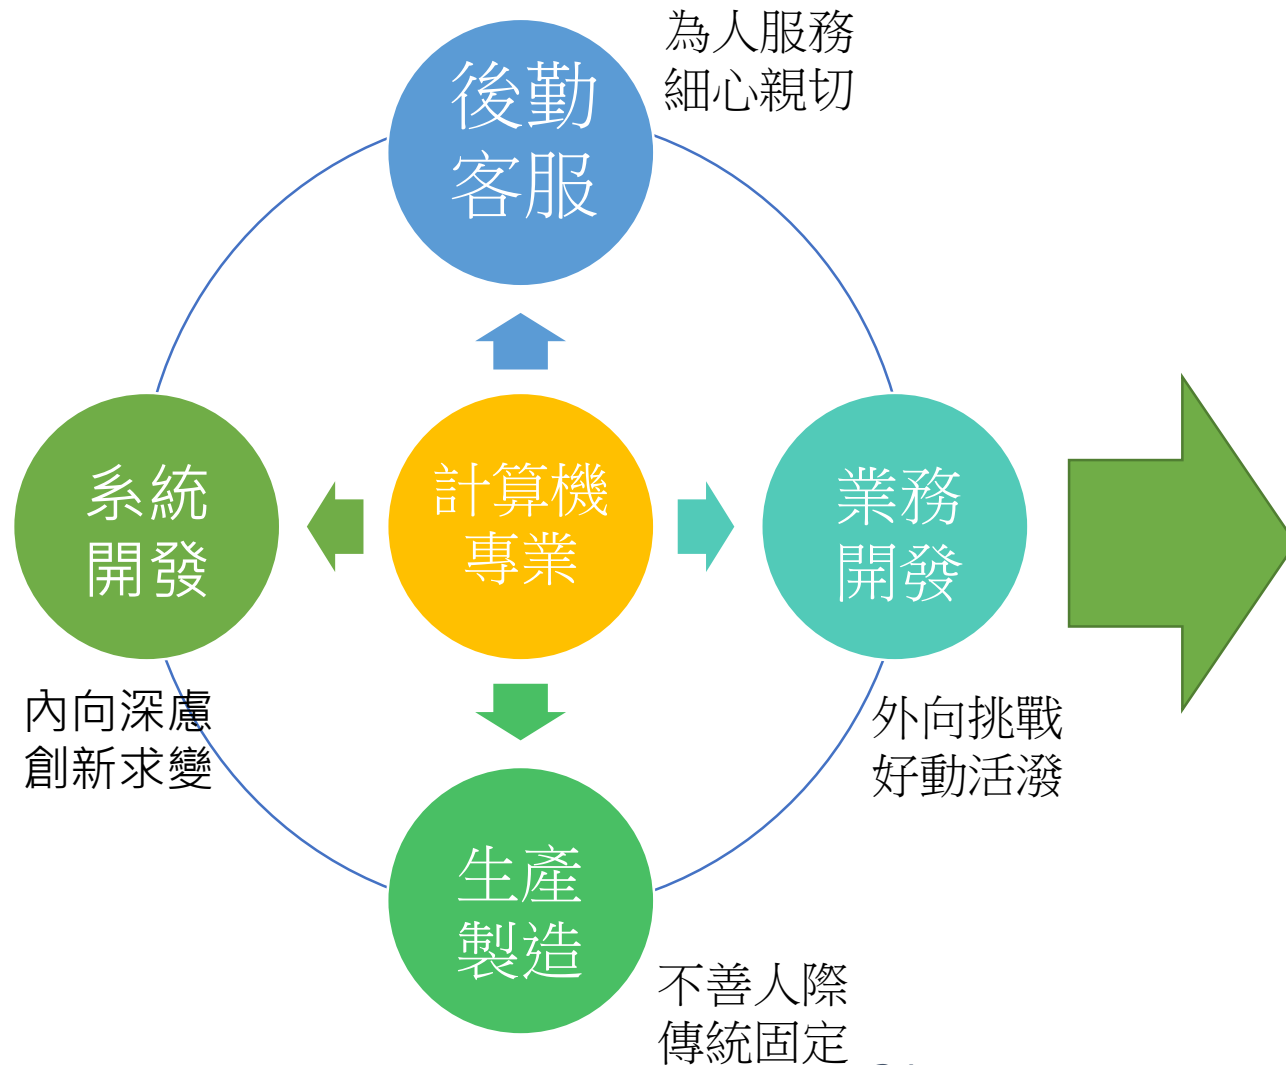 為人服務
細心親切
後勤
客服
系統
開發
計算機
專業
業務
開發
內向深慮
創新求變
外向挑戰
好動活潑
生產
製造
不善人際
傳統固定